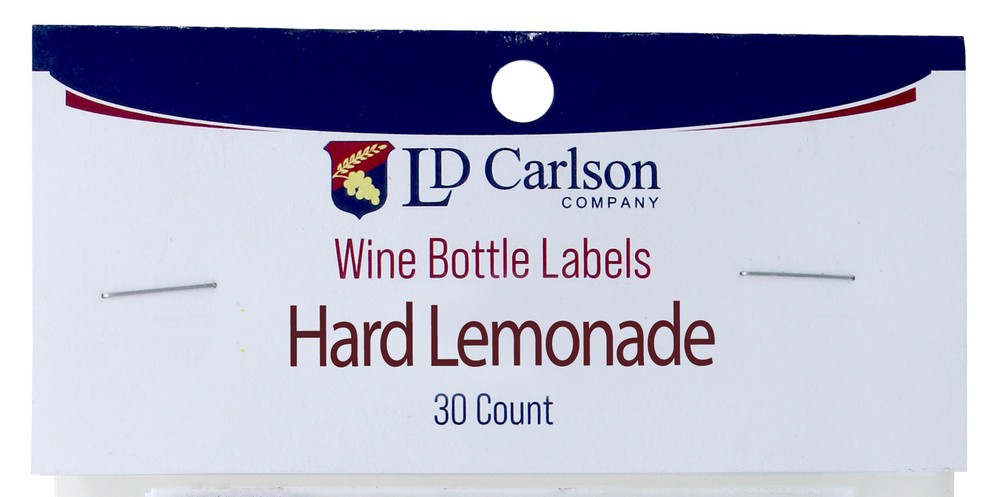 LD Carlson
COMPANY
Wine Bottle Labels
Hard Lemonade
30 Count